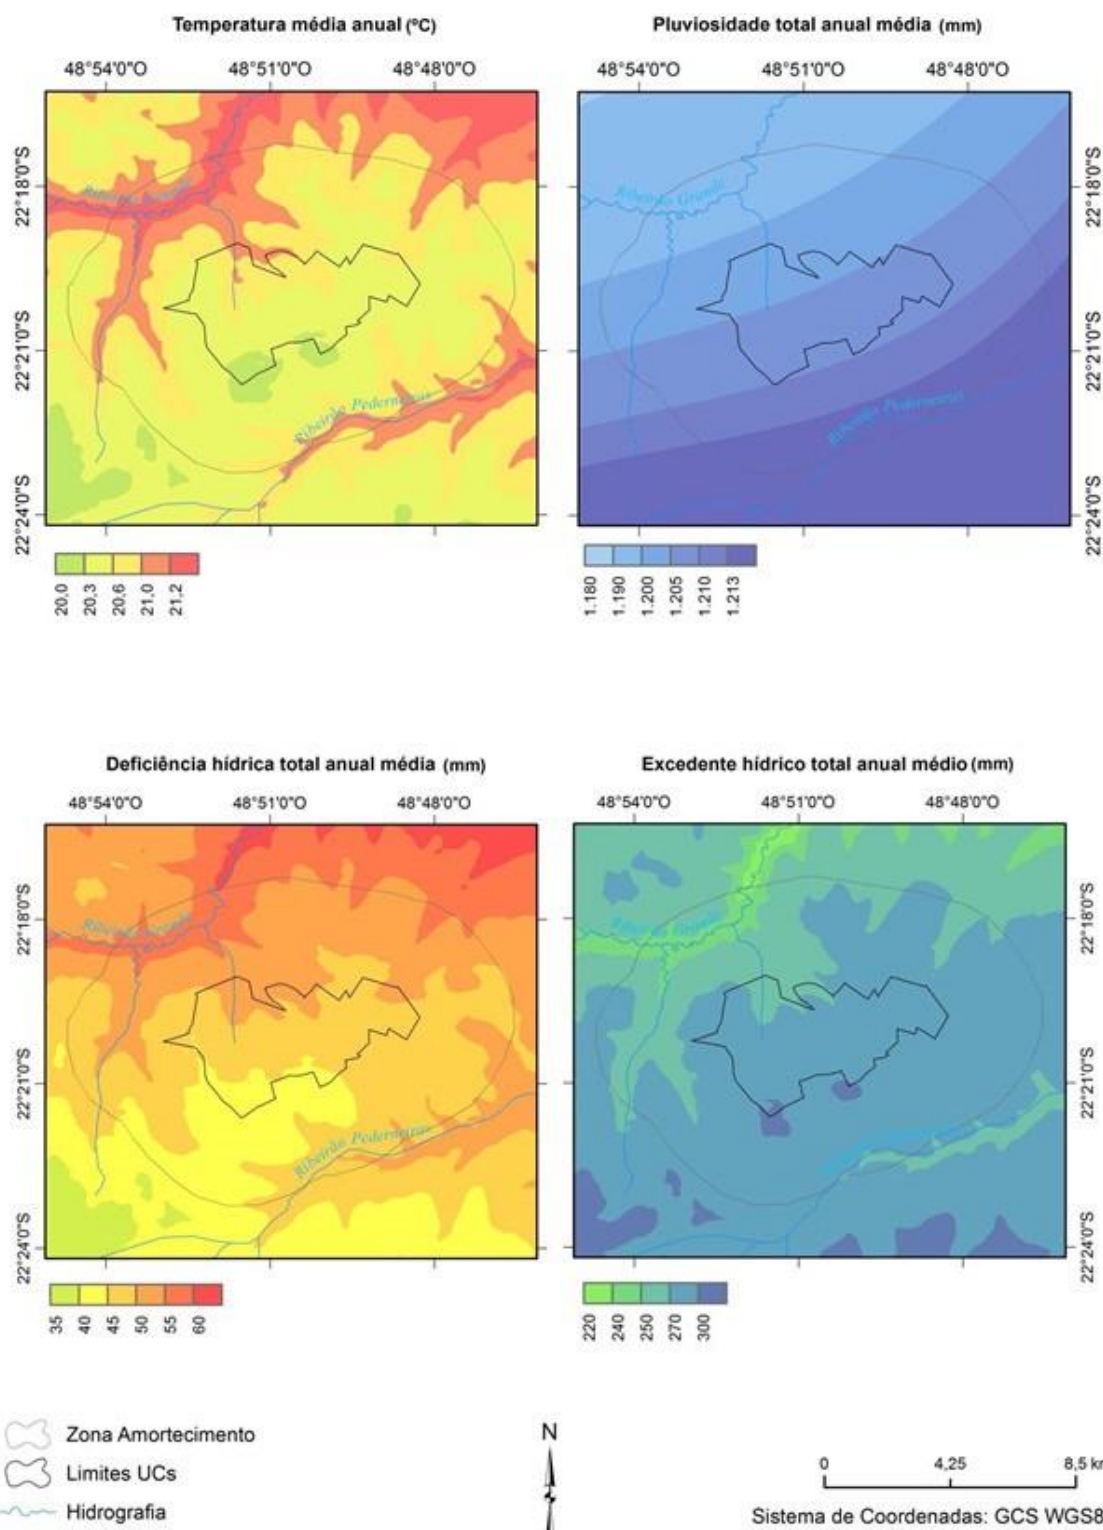 Temperatura média anual (ºC)
48°54'0"O 48°51'0"O 48°48'0"O
22°18'0"S
22°21'0"S
22°24'0"S
Ribeirão Grande
Ribeirão Pederneiras
20,0 20,3 20,6 21,0 21,2
Pluviosidade total anual média (mm)
48°54'0"O 48°51'0"O 48°48'0"O
22°18'0"S
22°21'0"S
22°24'0"S
Ribeirão Grande
Ribeirão Pederneiras
1.180 1.190 1.200 1.205 1.210 1.213
Deficiência hídrica total anual média (mm)
48°54'0"O 48°51'0"O 48°48'0"O
22°18'0"S
22°21'0"S
22°24'0"S
Ribeirão Grande
Ribeirão Pederneiras
35 40 45 50 55 60
Excedente hídrico total anual médio (mm)
48°54'0"O 48°51'0"O 48°48'0"O
22°18'0"S
22°21'0"S
22°24'0"S
Ribeirão Grande
220 240 250 270 300
Zona Amortecimento
Limites UCs
Hidrografia
N
0 4,25 8,5 km
Sistema de Coordenadas: GCS WGS8